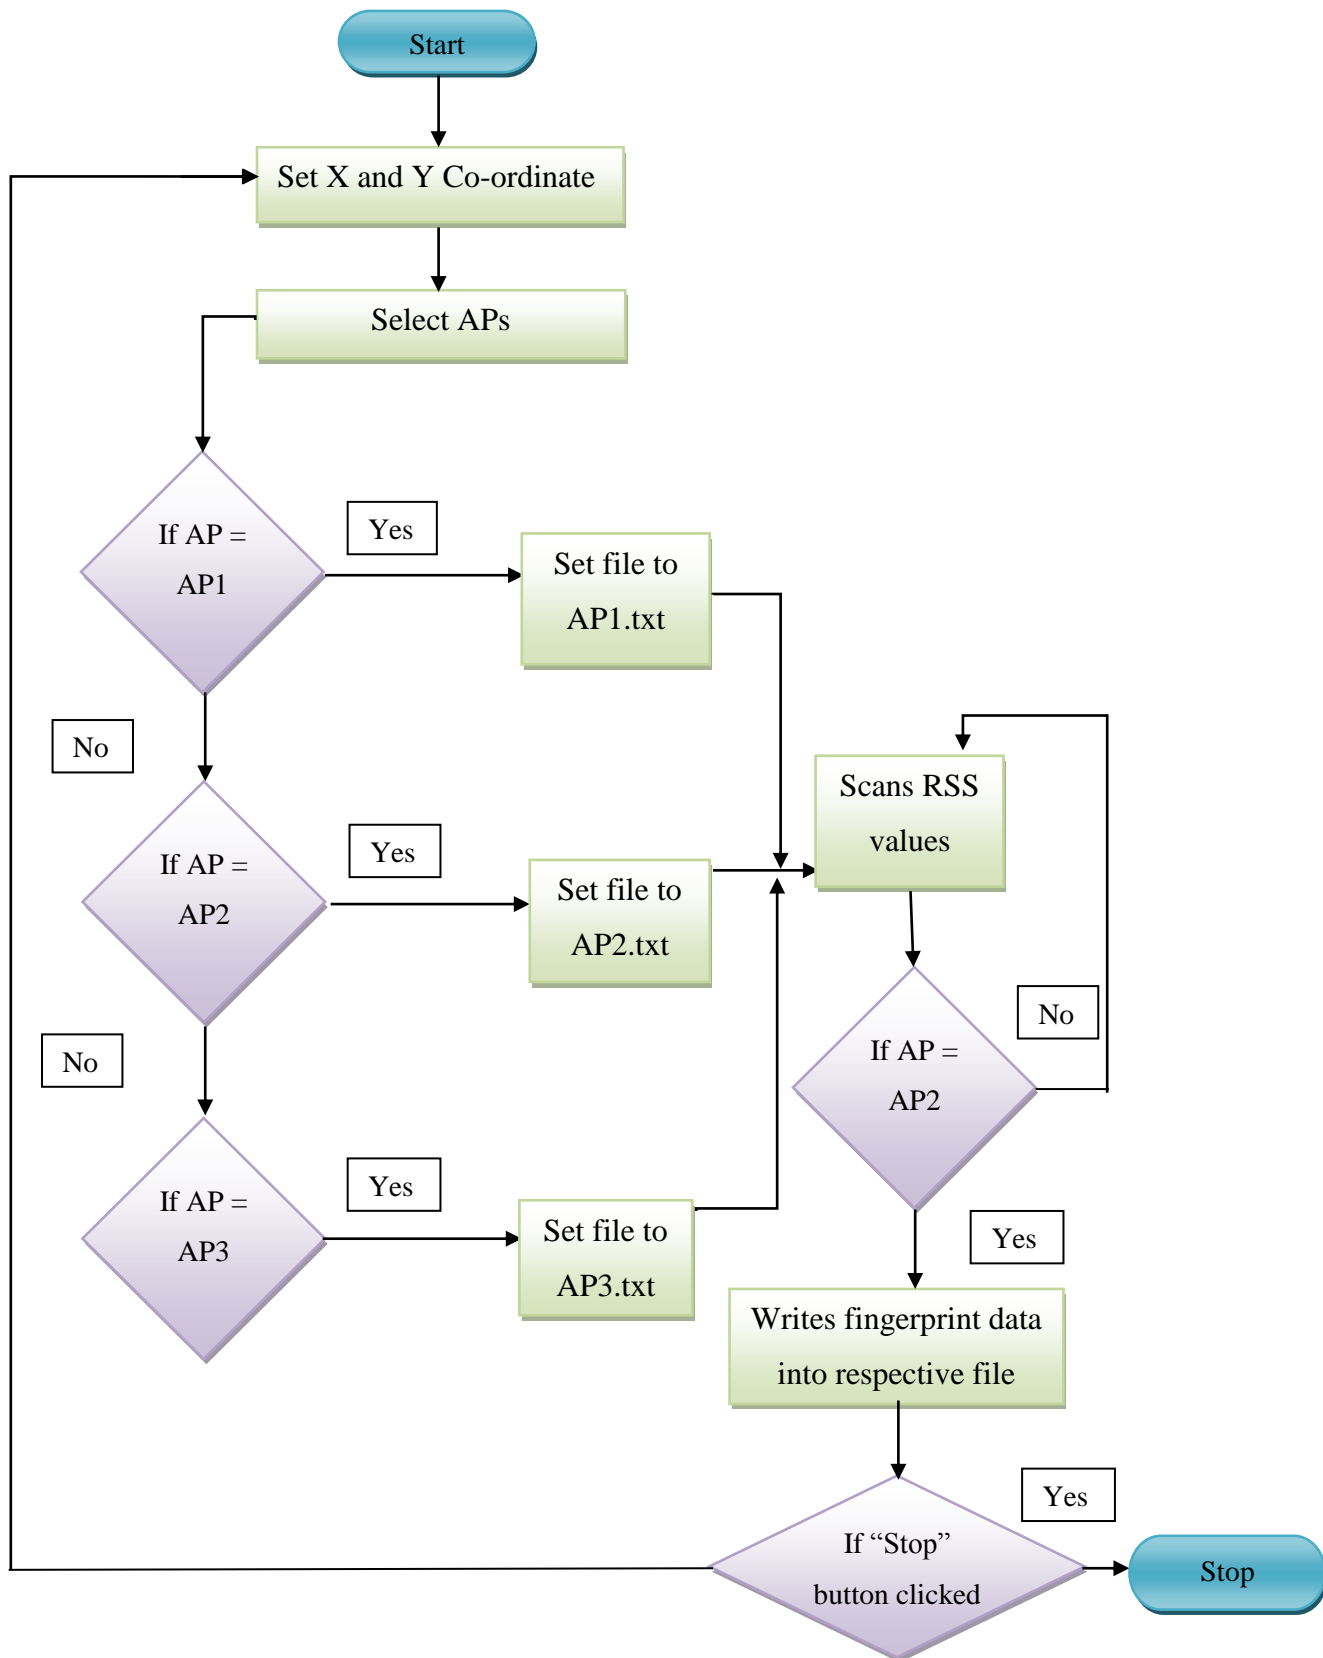 Start
Set X and Y Co-ordinate
Select APs
If AP =
AP1
Yes
Set file to
AP1.txt
No
If AP =
AP2
Yes
Set file to
AP2.txt
Scans RSS
values
No
If AP =
AP2
No
If AP =
AP3
Yes
Set file to
AP3.txt
Yes
Writes fingerprint data
into respective file
If “Stop”
button clicked
Yes
Stop